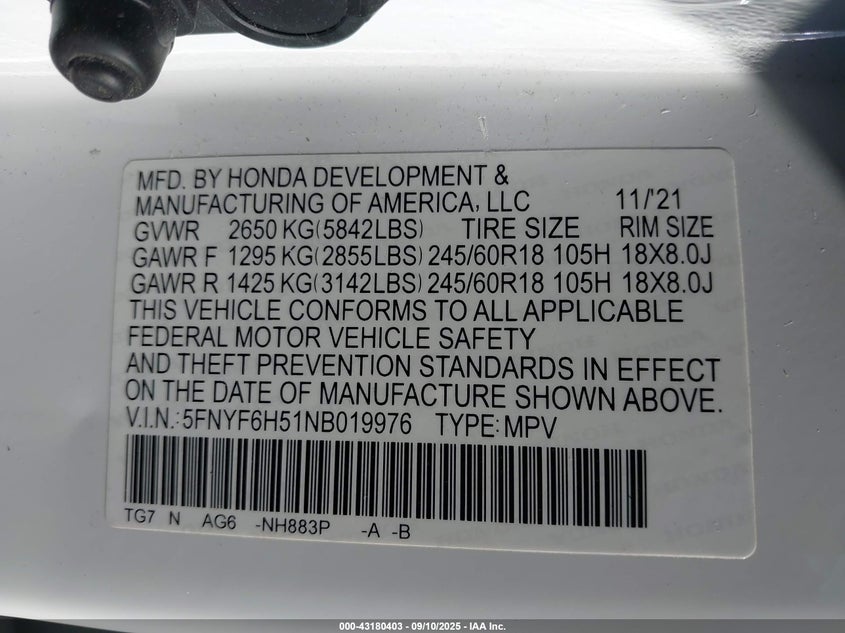 MFD. BY HONDA DEVELOPMENT &
MANUFACTURING OF AMERICA, LLC 11/'21
GVWR 2650 KG(5842LBS) TIRE SIZE RIM SIZE
GAWR F 1295 KG(2855LBS) 245/60R18 105H 18X8.0J
GAWR R 1425 KG(3142LBS) 245/60R18 105H 18X8.0J
THIS VEHICLE CONFORMS TO ALL APPLICABLE
FEDERAL MOTOR VEHICLE SAFETY
AND THEFT PREVENTION STANDARDS IN EFFECT
ON THE DATE OF MANUFACTURE SHOWN ABOVE.
V.I.N.:5FNYF6H51NB019976 TYPE:MPV
TG7 N AG6 -NH883P -A -B
000-43180403 - 09/10/2025 - IAA Inc.